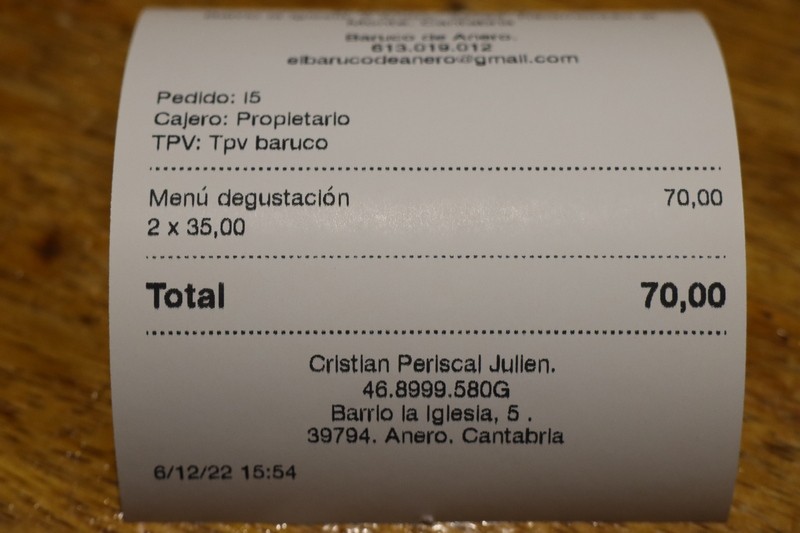 Monte. Cantabria
Baruco de Anero.
613.019.012
elbarucodeanero@gmail.com
Pedido: I5
Cajero: Propietario
TPV: Tpv baruco
Menú degustación 70,00
2 x 35,00
Total 70,00
Cristian Periscal Julien.
46.8999.580G
Barrio la Iglesia, 5 .
39794. Anero. Cantabria
6/12/22 15:54